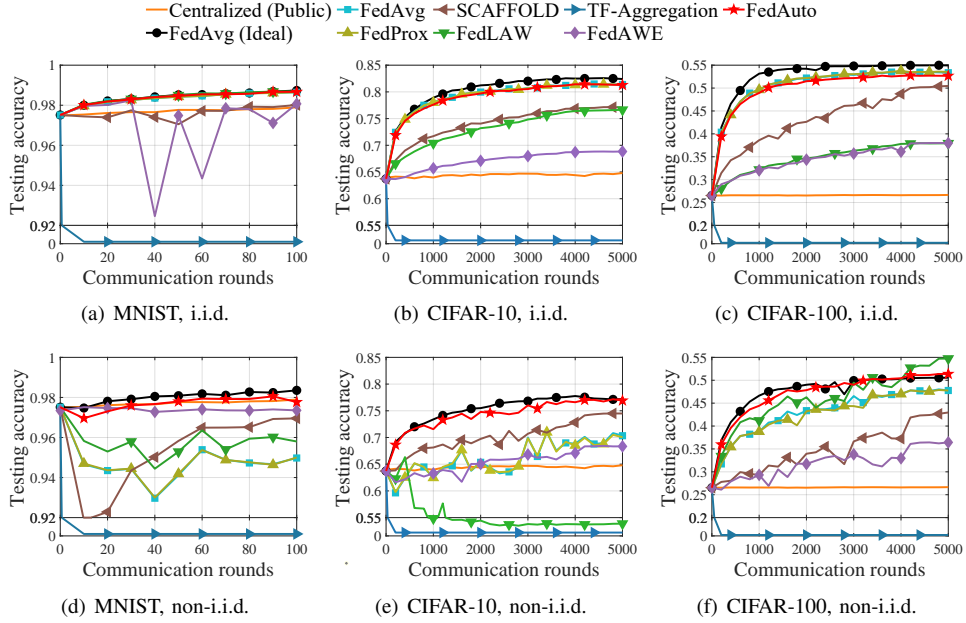 Centralized (Public) FedAvg SCAFFOLD TF-Aggregation FedAuto
FedAvg (Ideal) FedProx FedLAW FedAWE
Testing accuracy
1
0.98
0.96
0.94
0.92
0
0 20 40 60 80 100
Communication rounds
(a) MNIST, i.i.d.
Testing accuracy
0.85
0.8
0.75
0.7
0.65
0.6
0.55
0
0 1000 2000 3000 4000 5000
Communication rounds
(b) CIFAR-10, i.i.d.
Testing accuracy
0.55
0.5
0.45
0.4
0.35
0.3
0.25
0.2
0
0 1000 2000 3000 4000 5000
Communication rounds
(c) CIFAR-100, i.i.d.
Testing accuracy
1
0.98
0.96
0.94
0.92
0
0 20 40 60 80 100
Communication rounds
(d) MNIST, non-i.i.d.
Testing accuracy
0.85
0.8
0.75
0.7
0.65
0.6
0.55
0
0 1000 2000 3000 4000 5000
Communication rounds
(e) CIFAR-10, non-i.i.d.
Testing accuracy
0.55
0.5
0.45
0.4
0.35
0.3
0.25
0.2
0
0 1000 2000 3000 4000 5000
Communication rounds
(f) CIFAR-100, non-i.i.d.